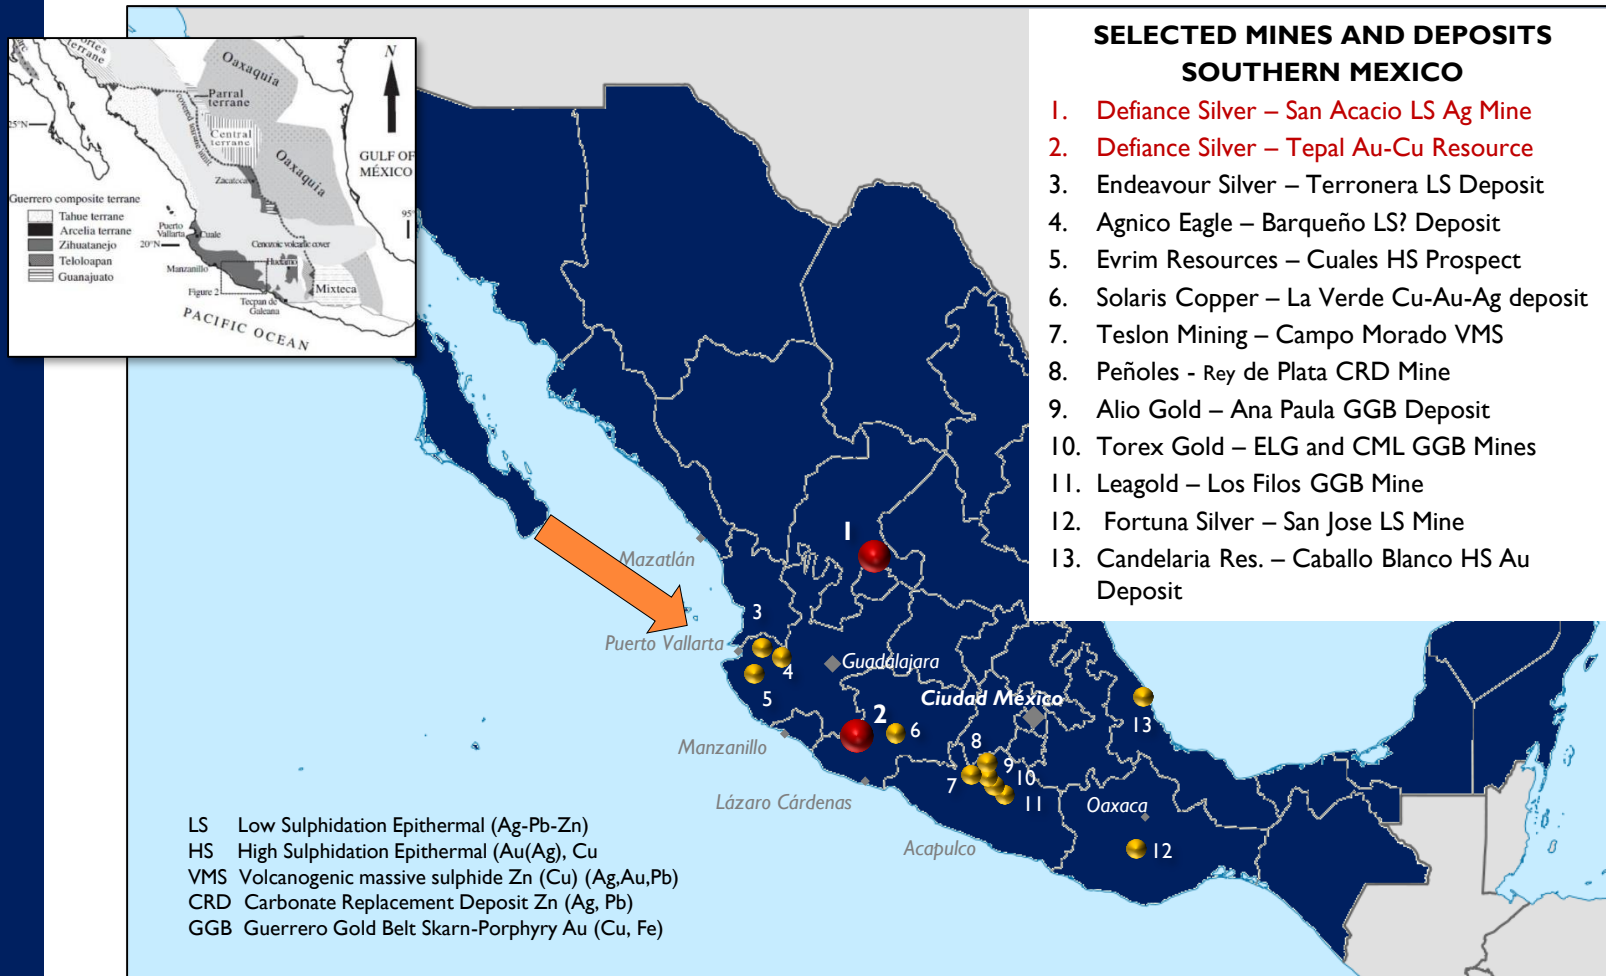 SELECTED MINES AND DEPOSITS
SOUTHERN MEXICO
1. Defiance Silver – San Acacio LS Ag Mine
2. Defiance Silver – Tepal Au-Cu Resource
3. Endeavour Silver – Terronera LS Deposit
4. Agnico Eagle – Barqueño LS? Deposit
5. Evrim Resources – Cuales HS Prospect
6. Solaris Copper – La Verde Cu-Au-Ag deposit
7. Teslon Mining – Campo Morado VMS
8. Peñoles - Rey de Plata CRD Mine
9. Alio Gold – Ana Paula GGB Deposit
10. Torex Gold – ELG and CML GGB Mines
11. Leagold – Los Filos GGB Mine
12. Fortuna Silver – San Jose LS Mine
13. Candelaria Res. – Caballo Blanco HS Au
Deposit
terrane
Oaxaquia
N
Parral
terrane
25°N
Central
terrane
covered terrane limit
GULF OF
MÉXICO
Oaxaquia
Zacatecas
Guerrero composite terrane
Tahue terrane
Arcelia terrane
Zihuatanejo
Teloloapan
Guanajuato
95°
Puerto
Vallarta
Cuale
20°N
Cenozoic volcanic cover
Manzanillo
Huetamo
Figure 2
Mixteca
Tecpan de
Galeana
PACIFIC OCEAN
1
Mazatlán
3
Puerto Vallarta
4
Guadalajara
5
Ciudad México
2
6
13
Manzanillo
8
9
7
10
11
Lázaro Cárdenas
Oaxaca
Acapulco
12
LS Low Sulphidation Epithermal (Ag-Pb-Zn)
HS High Sulphidation Epithermal (Au(Ag), Cu
VMS Volcanogenic massive sulphide Zn (Cu) (Ag,Au,Pb)
CRD Carbonate Replacement Deposit Zn (Ag, Pb)
GGB Guerrero Gold Belt Skarn-Porphyry Au (Cu, Fe)